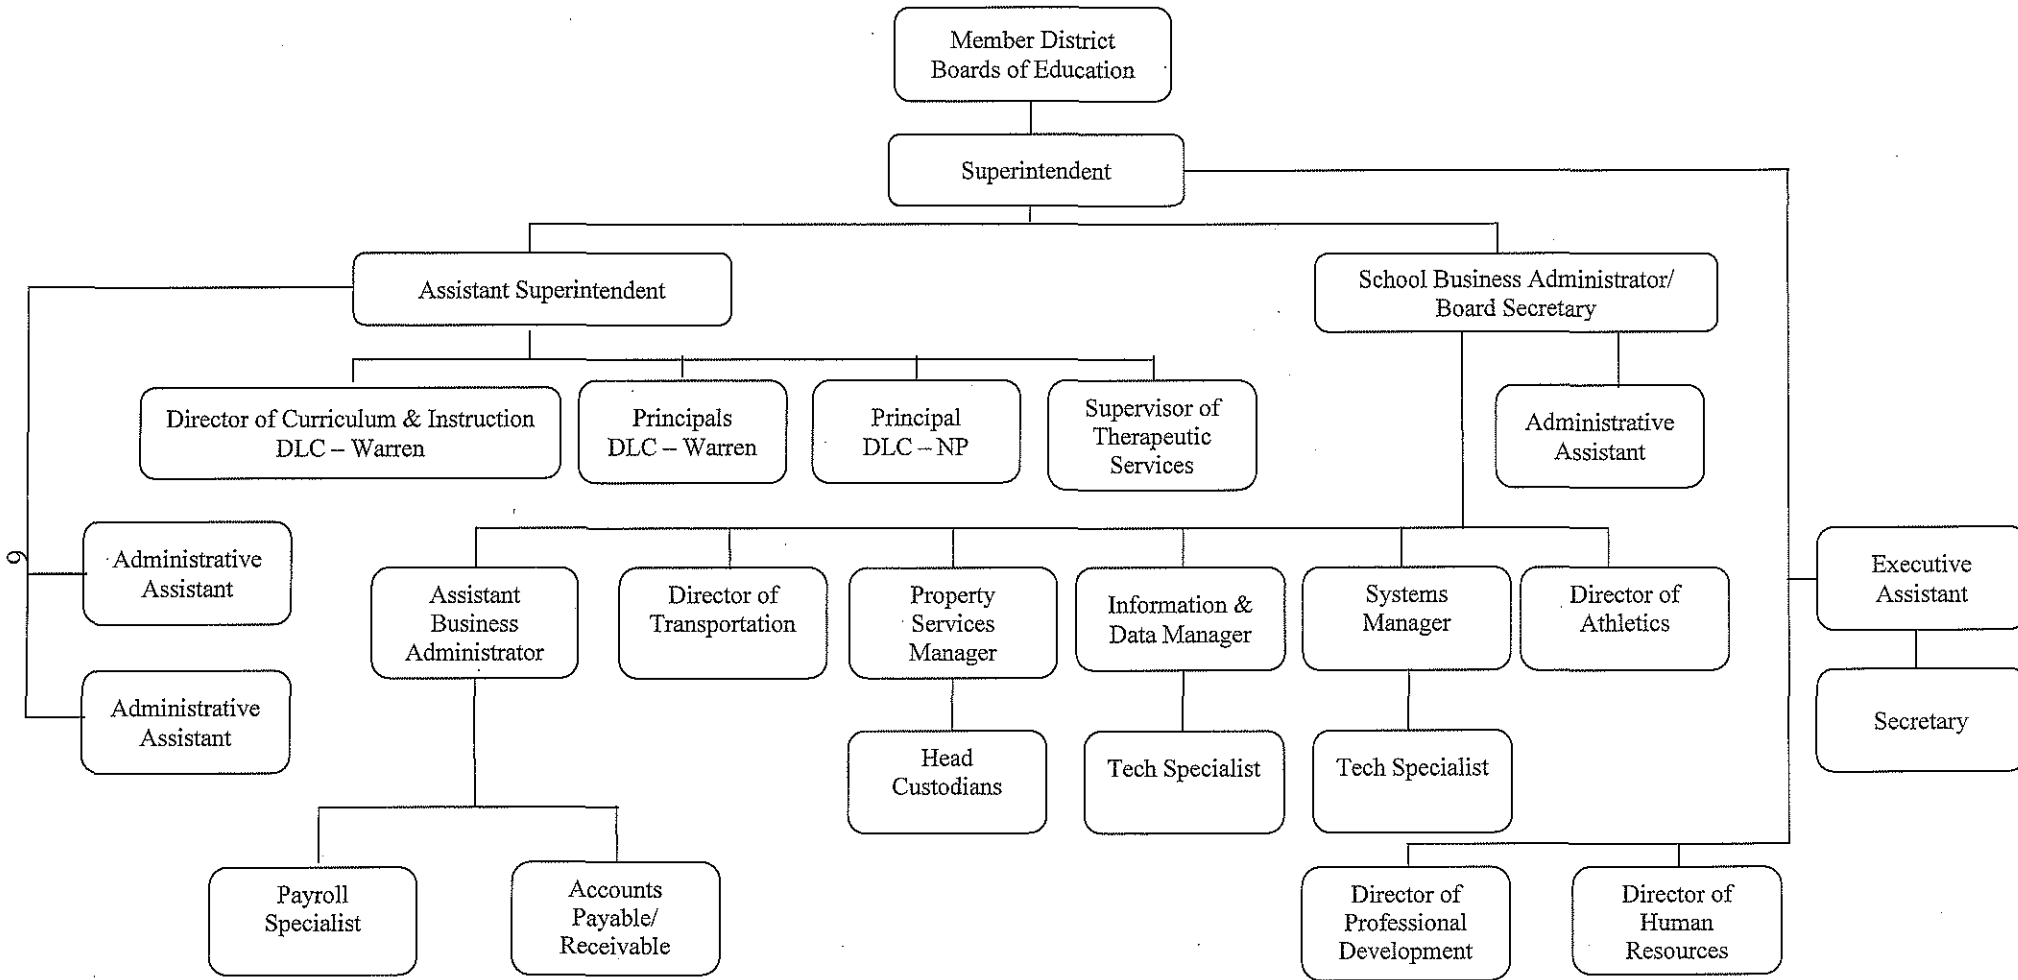 Member District
Boards of Education
Superintendent
Assistant Superintendent
School Business Administrator/
Board Secretary
Director of Curriculum & Instruction
DLC – Warren
Principals
DLC – Warren
Principal
DLC – NP
Supervisor of
Therapeutic
Services
Administrative
Assistant
9
Administrative
Assistant
Administrative
Assistant
Assistant
Business
Administrator
Director of
Transportation
Property
Services
Manager
Information &
Data Manager
Systems
Manager
Director of
Athletics
Executive
Assistant
Secretary
Head
Custodians
Tech Specialist
Tech Specialist
Payroll
Specialist
Accounts
Payable/
Receivable
Director of
Professional
Development
Director of
Human
Resources